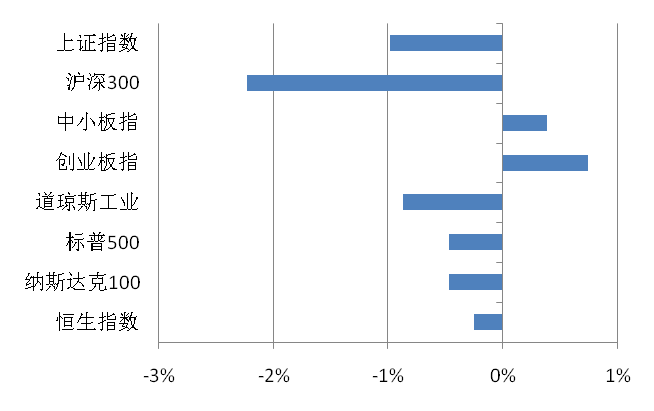 上证指数
沪深300
中小板指
创业板指
道琼斯工业
标普500
纳斯达克100
恒生指数
-3% -2% -1% 0% 1%